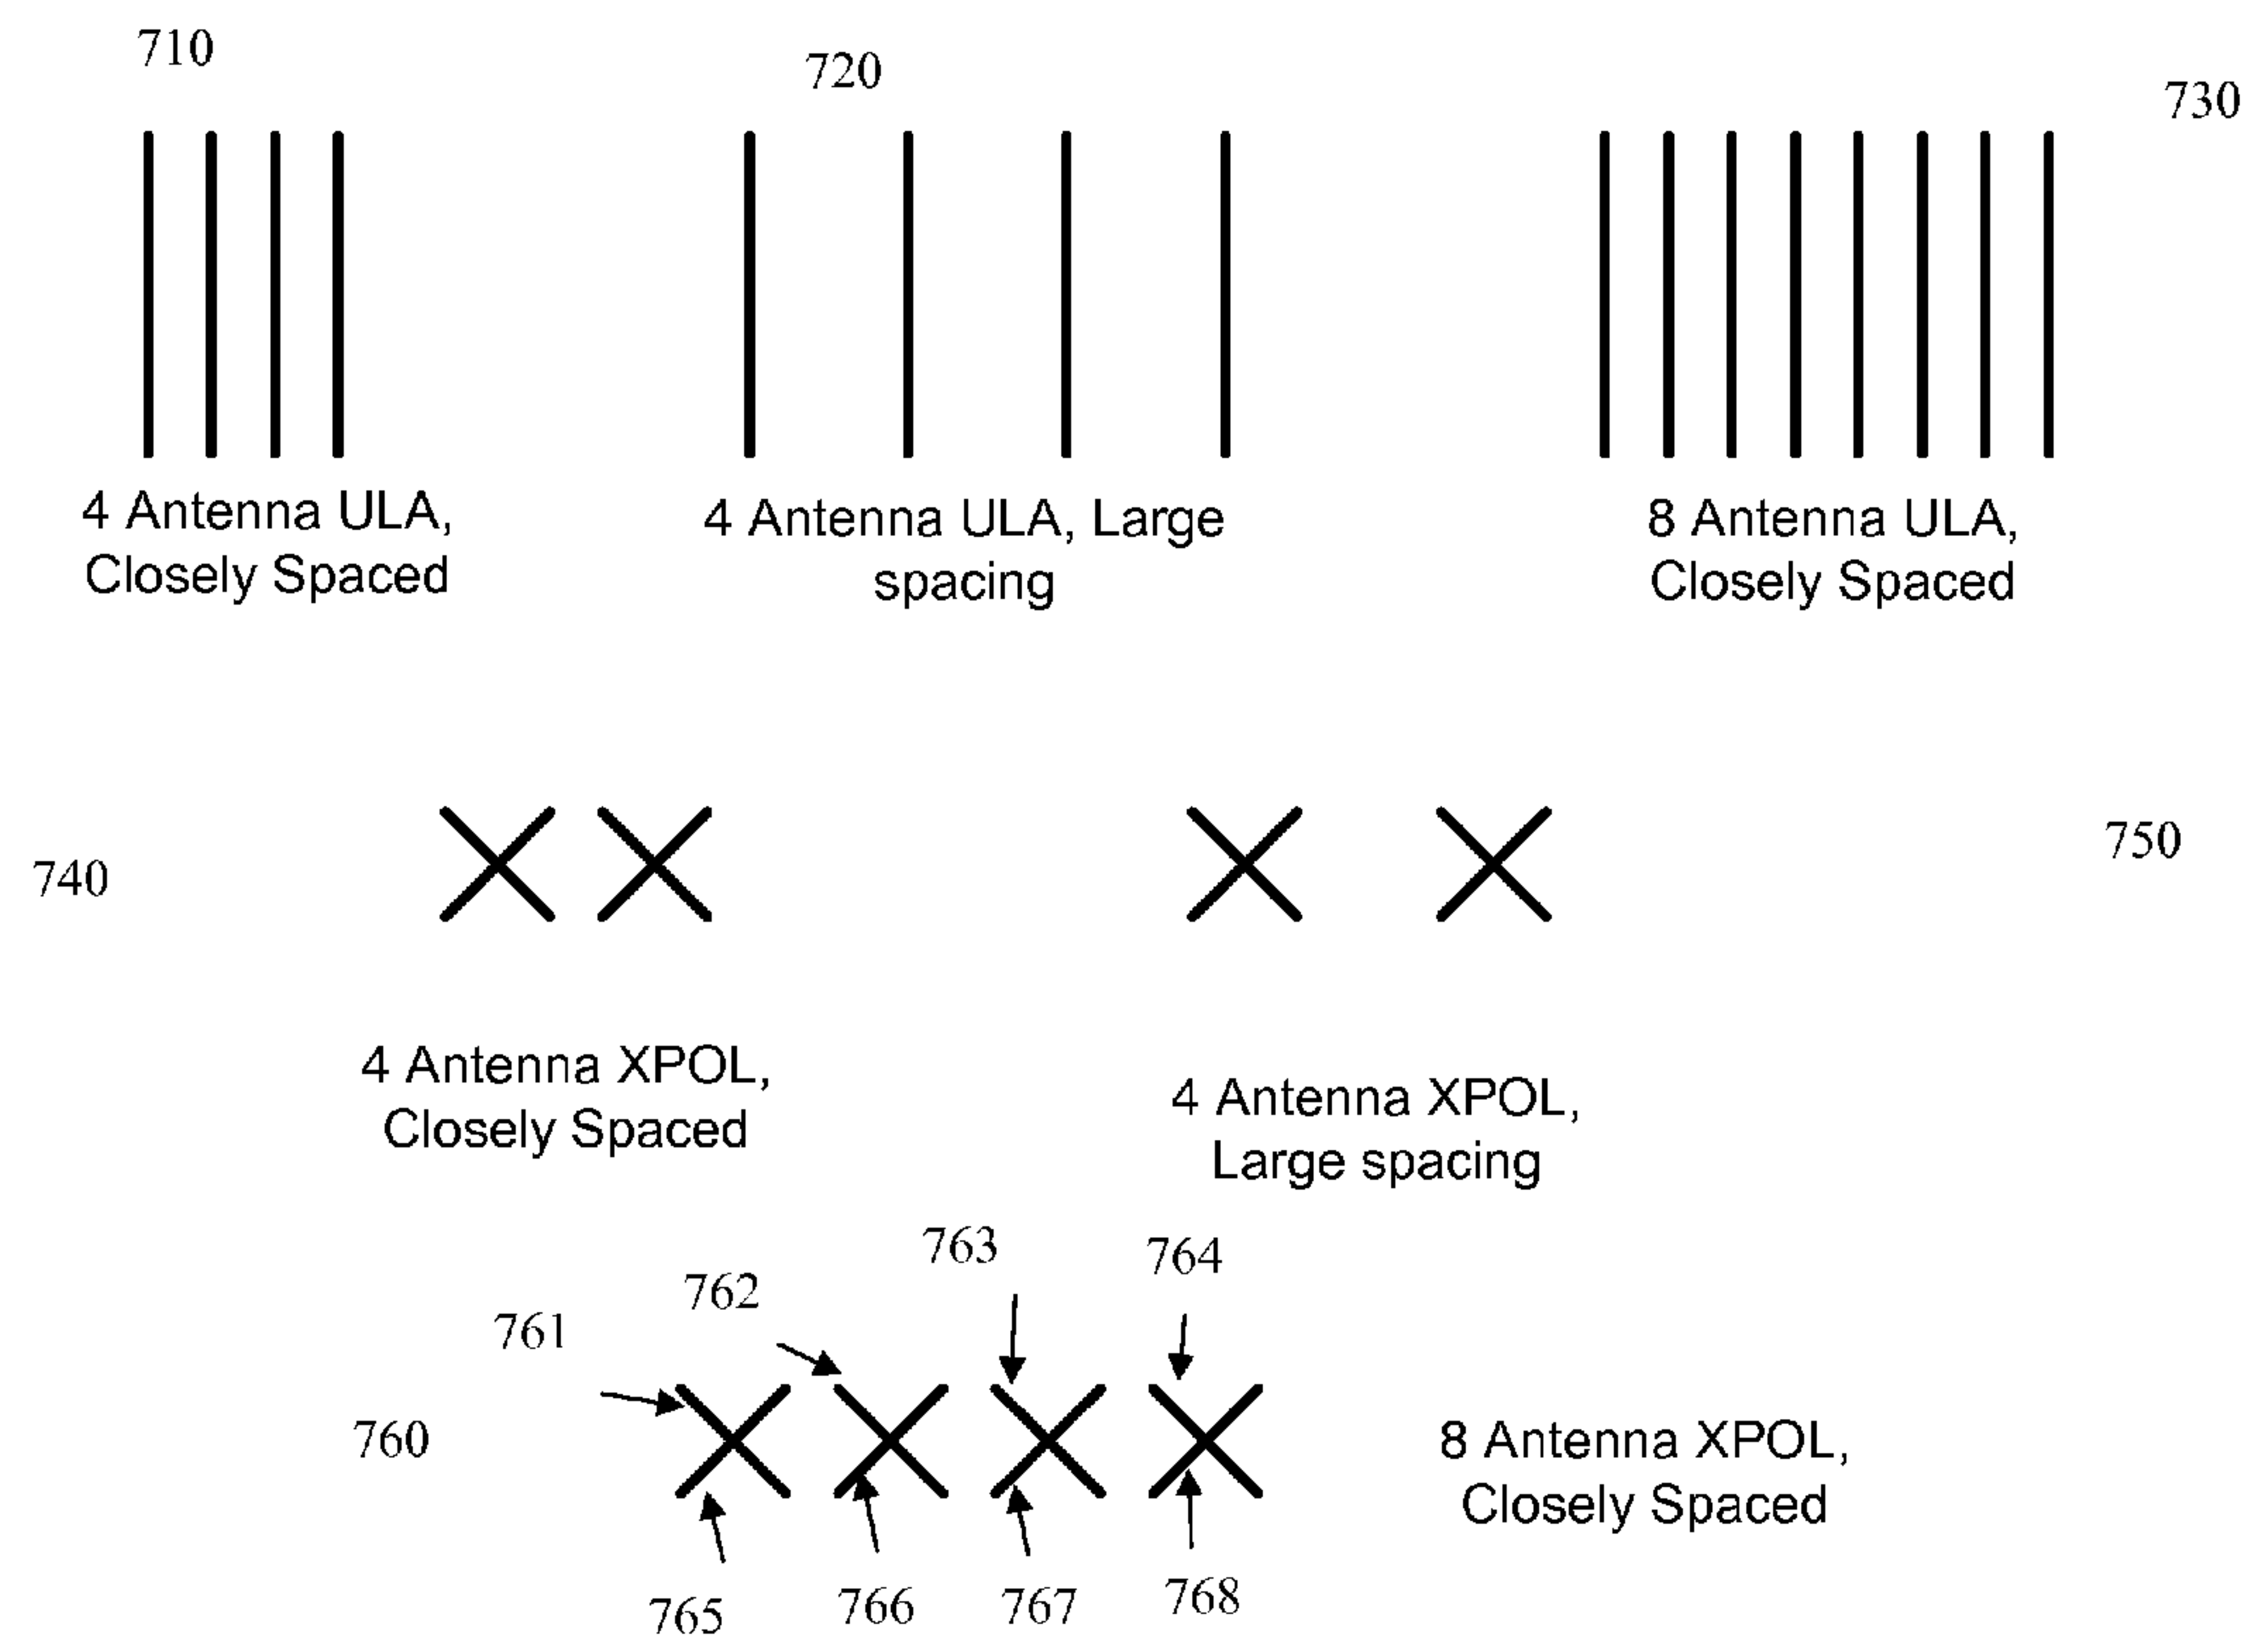 710
720
730
4 Antenna ULA,
Closely Spaced
4 Antenna ULA, Large
spacing
8 Antenna ULA,
Closely Spaced
740
750
4 Antenna XPOL,
Closely Spaced
4 Antenna XPOL,
Large spacing
763
764
762
761
760
8 Antenna XPOL,
Closely Spaced
765
766
767
768